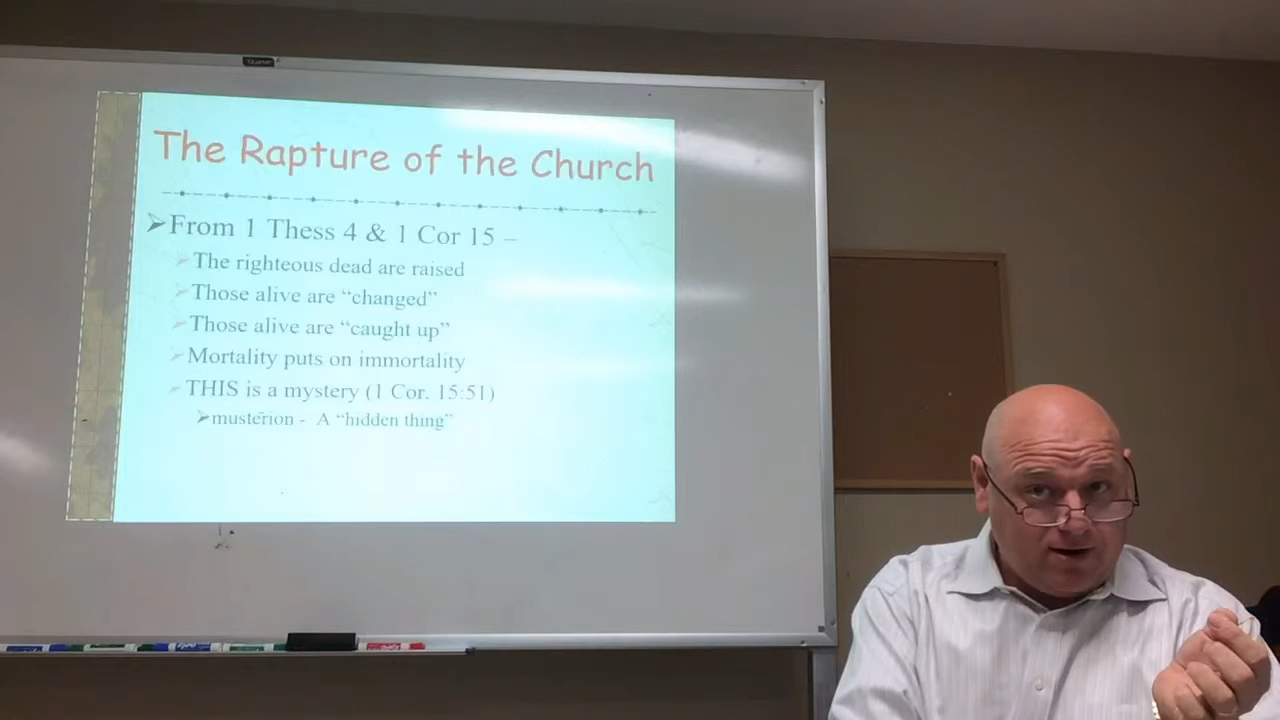 The Rapture of the Church
From 1 Thess 4 & 1 Cor 15 –
The righteous dead are raised
Those alive are “changed”
Those alive are “caught up”
Mortality puts on immortality
THIS is a mystery (1 Cor. 15:51)
musterion - A “hidden thing”